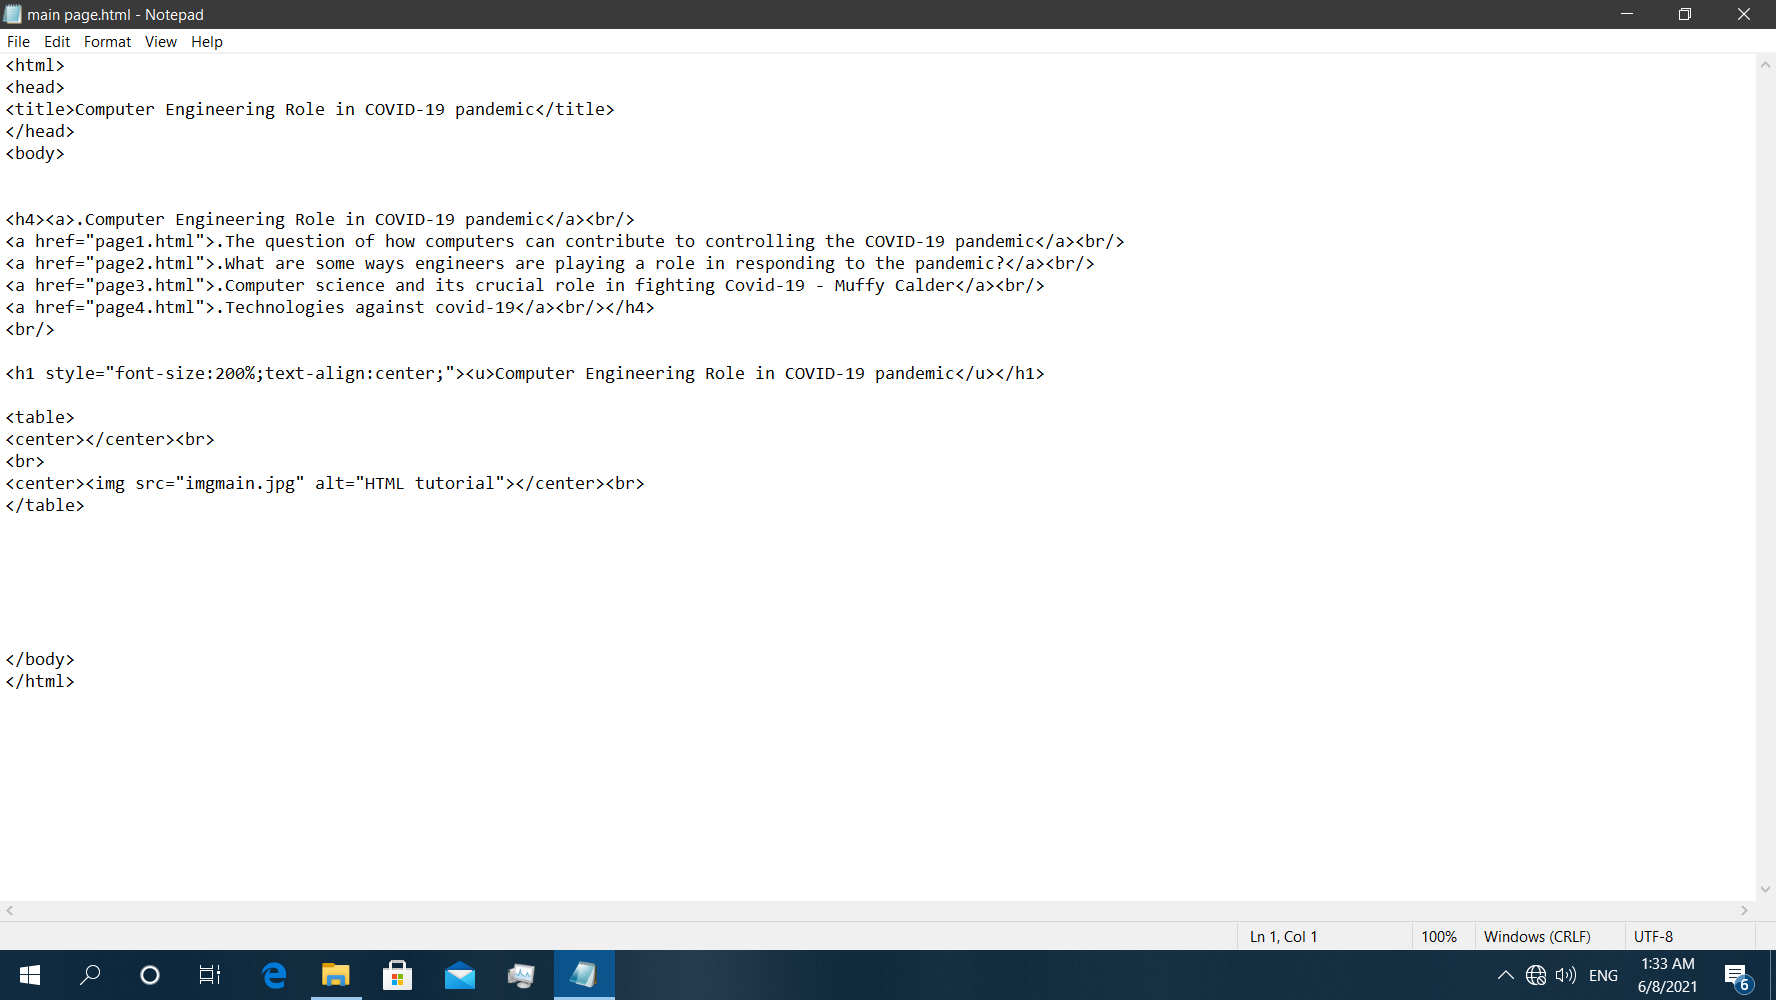 main page.html - Notepad
File Edit Format View Help
<html>
<head>
<title>Computer Engineering Role in COVID-19 pandemic</title>
</head>
<body>
<h4><a>.Computer Engineering Role in COVID-19 pandemic</a><br/>
<a href="page1.html">.The question of how computers can contribute to controlling the COVID-19 pandemic</a><br/>
<a href="page2.html">.What are some ways engineers are playing a role in responding to the pandemic?</a><br/>
<a href="page3.html">.Computer science and its crucial role in fighting Covid-19 - Muffy Calder</a><br/>
<a href="page4.html">.Technologies against covid-19</a><br/></h4>
<br/>
<h1 style="font-size:200%;text-align:center;"><u>Computer Engineering Role in COVID-19 pandemic</u></h1>
<table>
<center></center><br>
<br>
<center><img src="imgmain.jpg" alt="HTML tutorial"></center><br>
</table>
</body>
</html>
Ln 1, Col 1 100% Windows (CRLF) UTF-8
ENG
1:33 AM
6/8/2021
6